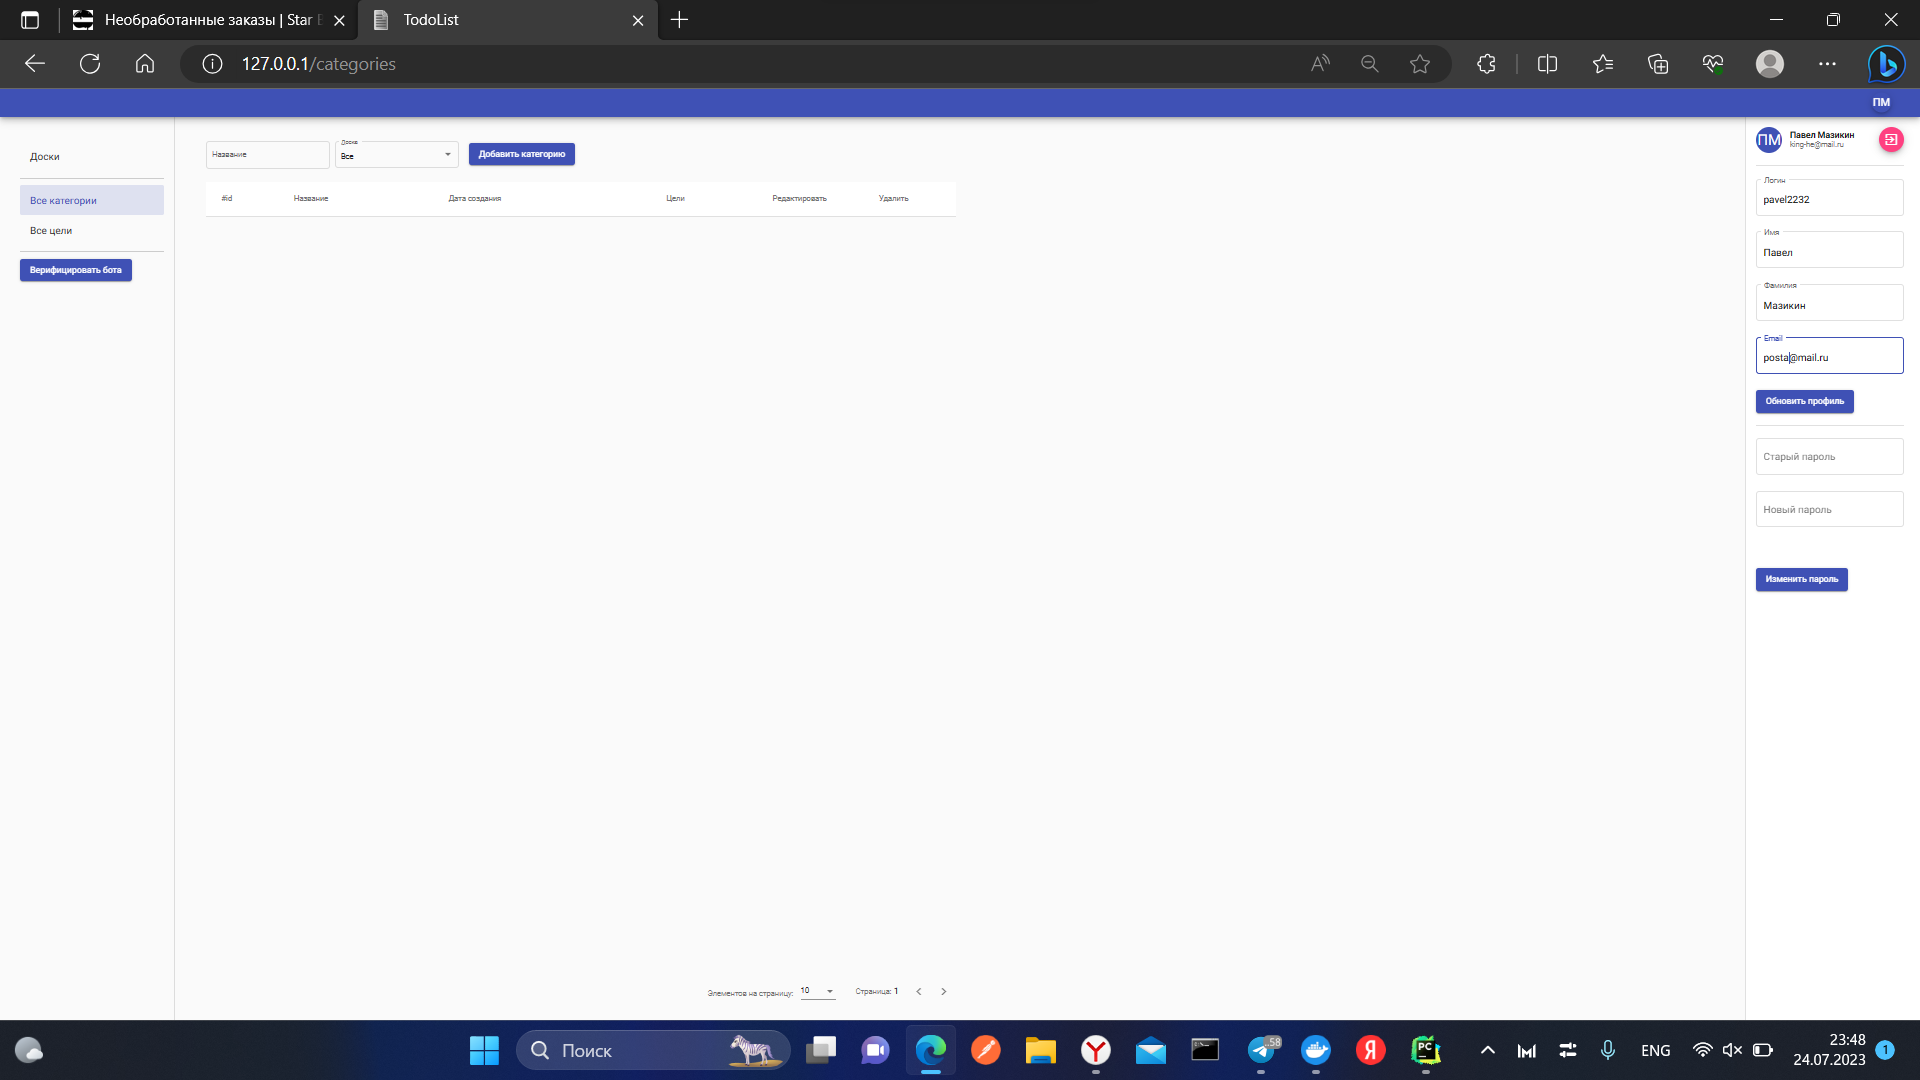 Необработанные заказы | Star
TodoList
127.0.0.1/categories
ПМ
Доски
Все категории
Все цели
Верифицировать бота
Название
Доска
Все
Добавить категорию
#id Название Дата создания Цели Редактировать Удалить
Элементов на страницу: 10 Страница: 1
ПМ
Павел Мазикин
king-he@mail.ru
Логин
pavel2232
Имя
Павел
Фамилия
Мазикин
Email
posta@mail.ru
Обновить профиль
Старый пароль
Новый пароль
Изменить пароль
Поиск
PC
58
ENG
23:48
24.07.2023
1